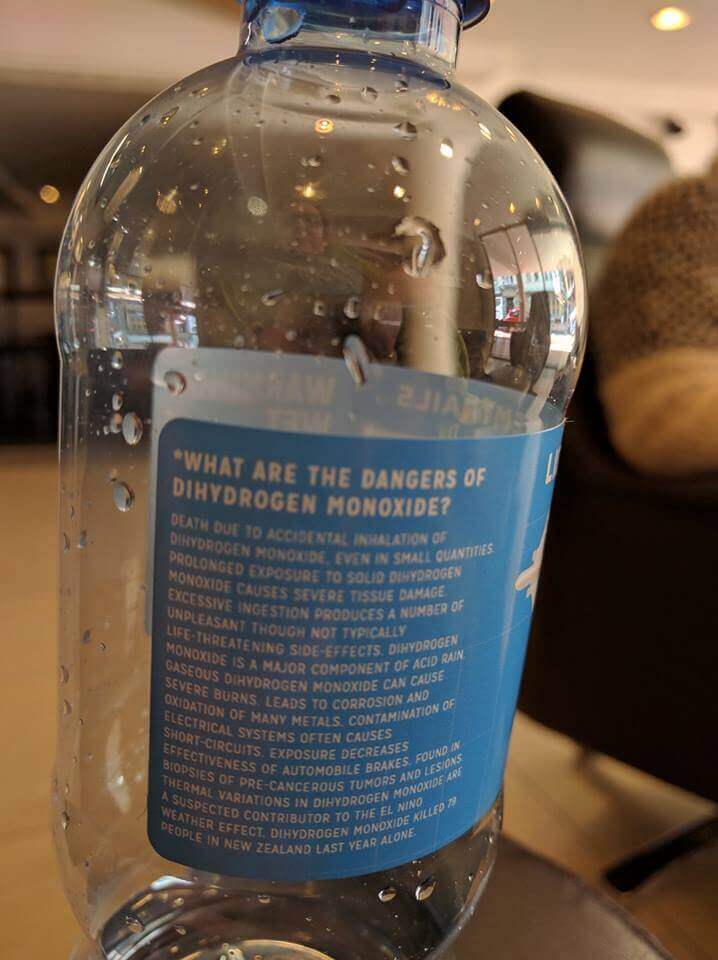 *WHAT ARE THE DANGERS OF
DIHYDROGEN MONOXIDE?
DEATH DUE TO ACCIDENTAL INHALATION OF
DIHYDROGEN MONOXIDE, EVEN IN SMALL QUANTITIES.
PROLONGED EXPOSURE TO SOLID DIHYDROGEN
MONOXIDE CAUSES SEVERE TISSUE DAMAGE.
EXCESSIVE INGESTION PRODUCES A NUMBER OF
UNPLEASANT THOUGH NOT TYPICALLY
LIFE-THREATENING SIDE-EFFECTS. DIHYDROGEN
MONOXIDE IS A MAJOR COMPONENT OF ACID RAIN.
GASEOUS DIHYDROGEN MONOXIDE CAN CAUSE
SEVERE BURNS. LEADS TO CORROSION AND
OXIDATION OF MANY METALS. CONTAMINATION OF
ELECTRICAL SYSTEMS OFTEN CAUSES
SHORT-CIRCUITS. EXPOSURE DECREASES
EFFECTIVENESS OF AUTOMOBILE BRAKES. FOUND IN
BIOPSIES OF PRE-CANCEROUS TUMORS AND LESIONS.
THERMAL VARIATIONS IN DIHYDROGEN MONOXIDE ARE
A SUSPECTED CONTRIBUTOR TO THE EL NINO
WEATHER EFFECT. DIHYDROGEN MONOXIDE KILLED 79
PEOPLE IN NEW ZEALAND LAST YEAR ALONE.